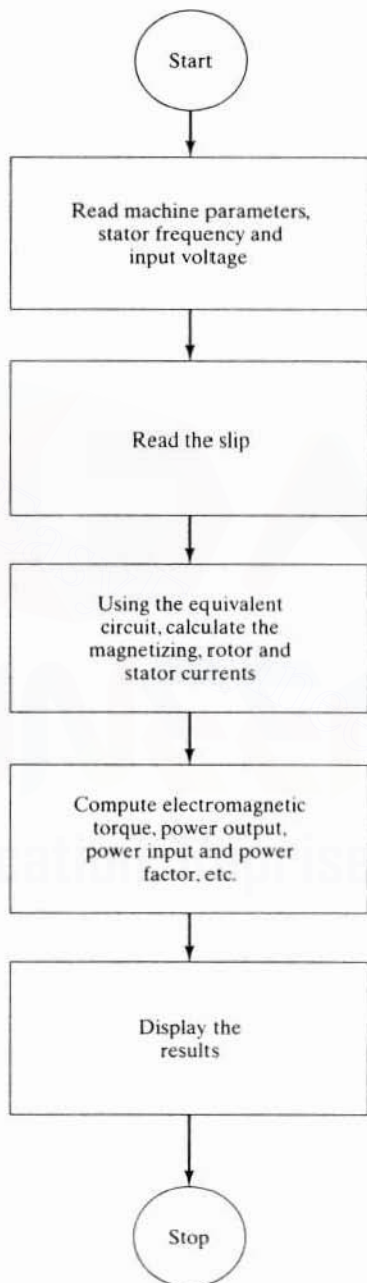 Start
Read machine parameters,
stator frequency and
input voltage
Read the slip
Using the equivalent
circuit, calculate the
magnetizing, rotor and
stator currents
Compute electromagnetic
torque, power output,
power input and power
factor, etc.
Display the
results
Stop